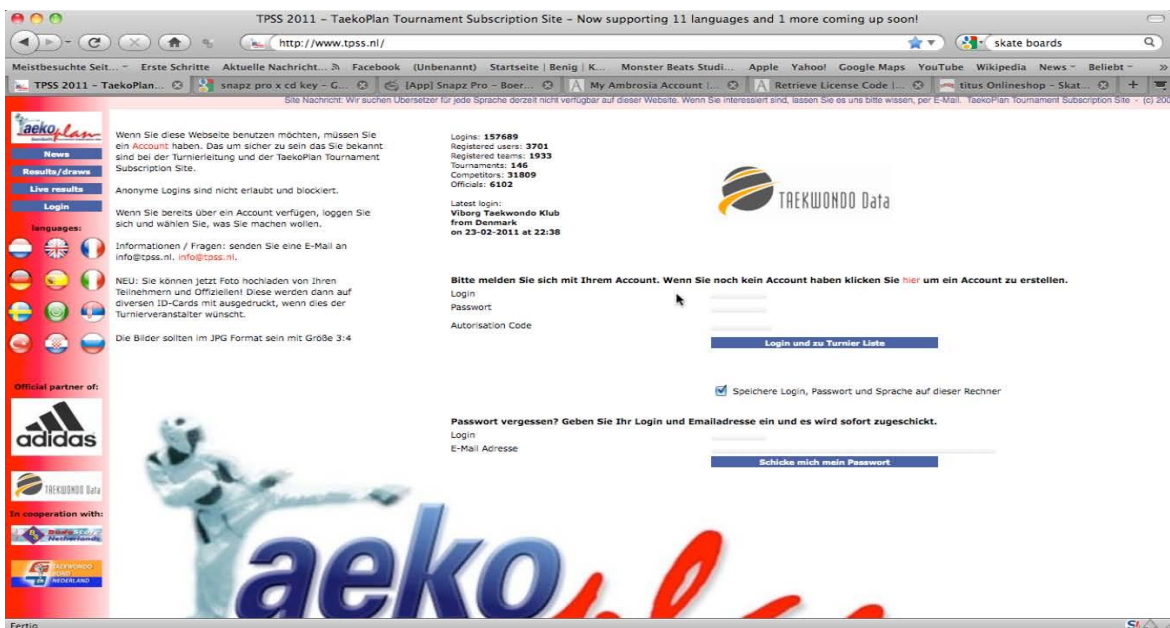 TPSS 2011 – TaekoPlan Tournament Subscription Site – Now supporting 11 languages and 1 more coming up soon!
http://www.tpss.nl/
skate boards
Meistbesuchte Seit... Erste Schritte Aktuelle Nachricht... Facebook (Unbenannt) Startseite | Benig | K... Monster Beats Studi... Apple Yahoo! Google Maps YouTube Wikipedia News Beliebt »
TPSS 2011 – TaekoPlan... snapz pro x cd key – G... [App] Snapz Pro – Boer... My Ambrosia Account |... Retrieve License Code |... titus Onlineshop – Skat... +
Site Nachricht: Wir suchen Übersetzer für jede Sprache derzeit nicht verfügbar auf dieser Website. Wenn Sie interessiert sind, lassen Sie es uns bitte wissen, per E-Mail. TaekoPlan Tournament Subscription Site - (c) 200
Taekoplan
News
Results/draws
Live results
Login
languages:
Official partner of:
adidas
TAEKWONDO Data
In cooperation with:
Netherlands
TAEKWONDO
BOND
NEDERLAND
Wenn Sie diese Webseite benutzen möchten, müssen Sie
ein Account haben. Das um sicher zu sein das Sie bekannt
sind bei der Turnierleitung und der TaekoPlan Tournament
Subscription Site.
Anonyme Logins sind nicht erlaubt und blockiert.
Wenn Sie bereits über ein Account verfügen, loggen Sie
sich und wählen Sie, was Sie machen wollen.
Informationen / Fragen: senden Sie eine E-Mail an
info@tpss.nl. info@tpss.nl.
NEU: Sie können jetzt Foto hochladen von Ihren
Teilnehmern und Offiziellen! Diese werden dann auf
diversen ID-Cards mit ausgedruckt, wenn dies der
Turnierveranstalter wünscht.
Die Bilder sollten im JPG Format sein mit Größe 3:4
Logins: 157689
Registered users: 3701
Registered teams: 1933
Tournaments: 146
Competitors: 31809
Officials: 6102
Latest login:
Viborg Taekwondo Klub
from Denmark
on 23-02-2011 at 22:38
TAEKWONDO Data
Bitte melden Sie sich mit Ihrem Account. Wenn Sie noch kein Account haben klicken Sie hier um ein Account zu erstellen.
Login
Passwort
Autorisation Code
Login und zu Turnier Liste
Speichere Login, Passwort und Sprache auf dieser Rechner
Passwort vergessen? Geben Sie Ihr Login und Emailadresse ein und es wird sofort zugeschickt.
Login
E-Mail Adresse
Schicke mich mein Passwort
Taekoplan
Fertig